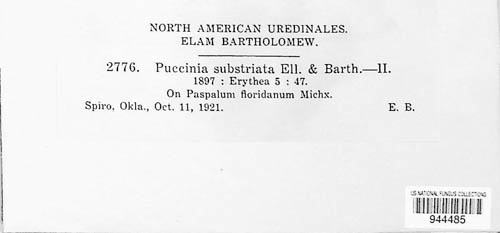 NORTH AMERICAN UREDINALES.
ELAM BARTHOLOMEW.
2776. Puccinia substriata Ell. & Barth.—II.
1897 : Erythea 5 : 47.
On Paspalum floridanum Michx.
Spiro, Okla., Oct. 11, 1921. E. B.
US NATIONAL FUNGUS COLLECTIONS
944485